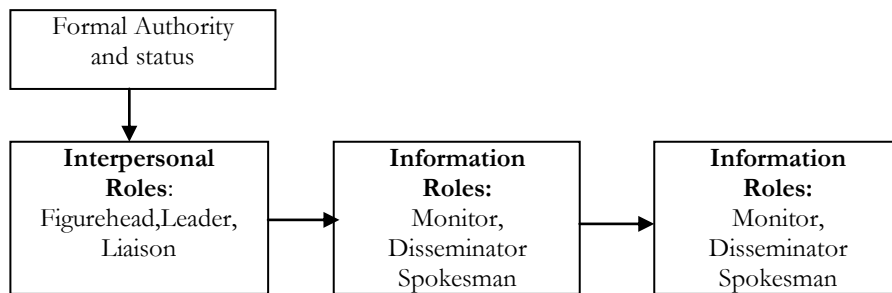 Formal Authority
and status
Interpersonal
Roles:
Figurehead,Leader,
Liaison
Information
Roles:
Monitor,
Disseminator
Spokesman
Information
Roles:
Monitor,
Disseminator
Spokesman